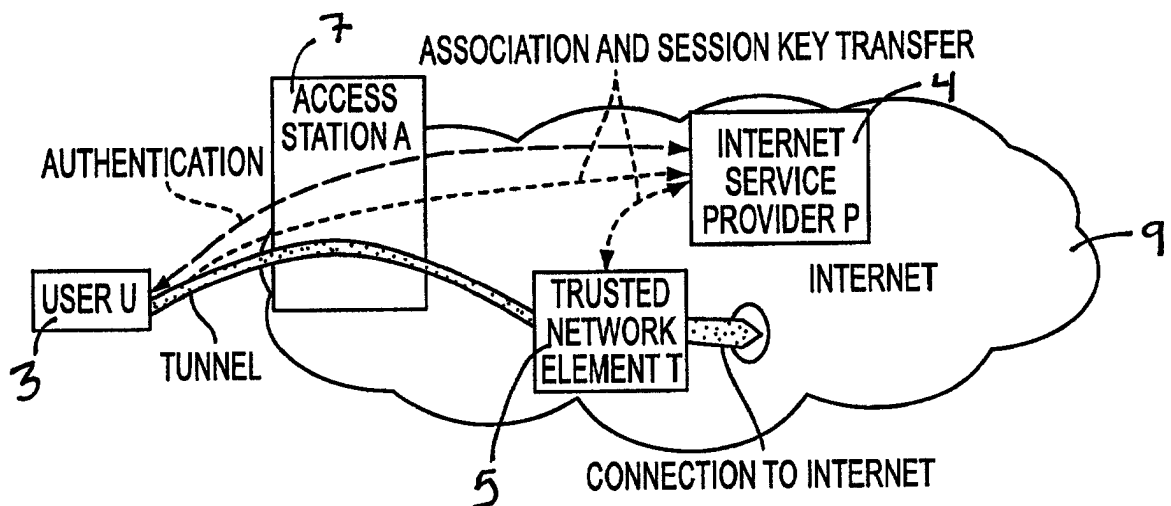 7
ASSOCIATION AND SESSION KEY TRANSFER
ACCESS
STATION A
4
AUTHENTICATION
INTERNET
SERVICE
PROVIDER P
9
INTERNET
USER U
TRUSTED
NETWORK
ELEMENT T
3
TUNNEL
5
CONNECTION TO INTERNET